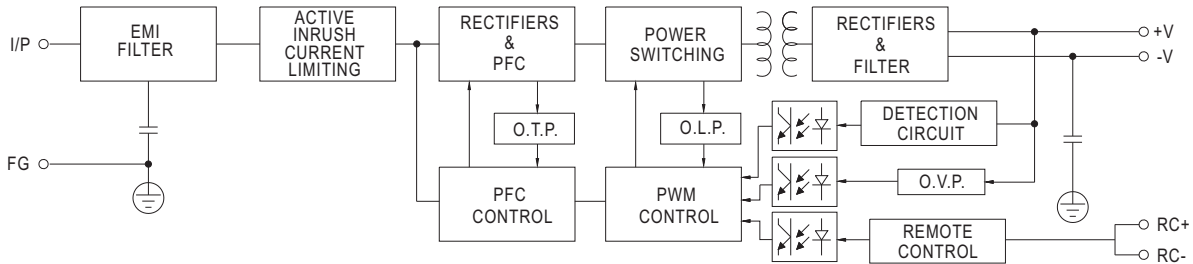 I/P
EMI
FILTER
ACTIVE
INRUSH
CURRENT
LIMITING
RECTIFIERS
&
PFC
POWER
SWITCHING
RECTIFIERS
&
FILTER
+V
-V
O.T.P.
O.L.P.
DETECTION
CIRCUIT
FG
PFC
CONTROL
PWM
CONTROL
O.V.P.
REMOTE
CONTROL
RC+
RC-